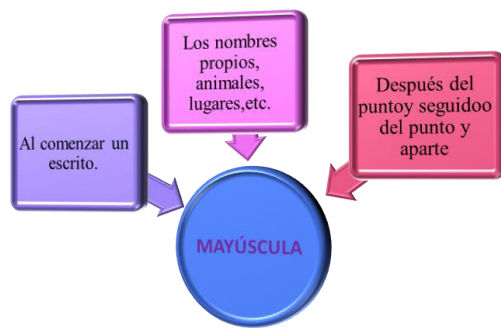 Al comenzar un
escrito.
Los nombres
propios,
animales,
lugares,etc.
Después del
puntoy seguidoo
del punto y
aparte
MAYÚSCULA